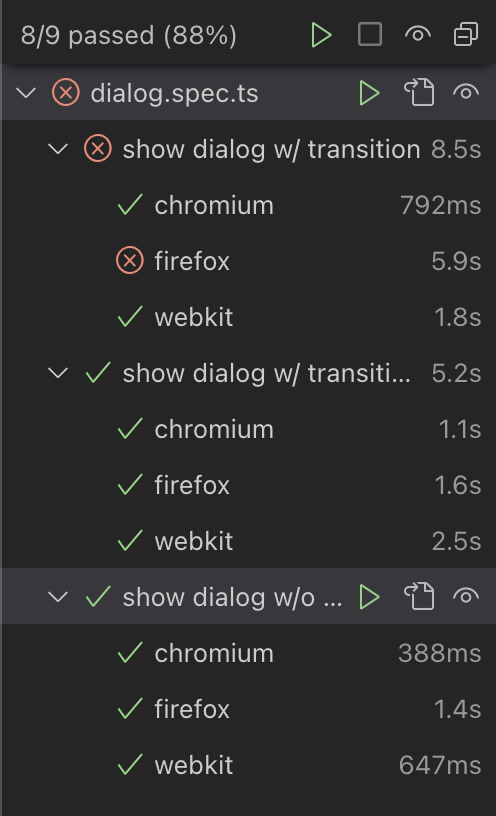 8/9 passed (88%)
dialog.spec.ts
show dialog w/ transition 8.5s
chromium 792ms
firefox 5.9s
webkit 1.8s
show dialog w/ transiti... 5.2s
chromium 1.1s
firefox 1.6s
webkit 2.5s
show dialog w/o ...
chromium 388ms
firefox 1.4s
webkit 647ms